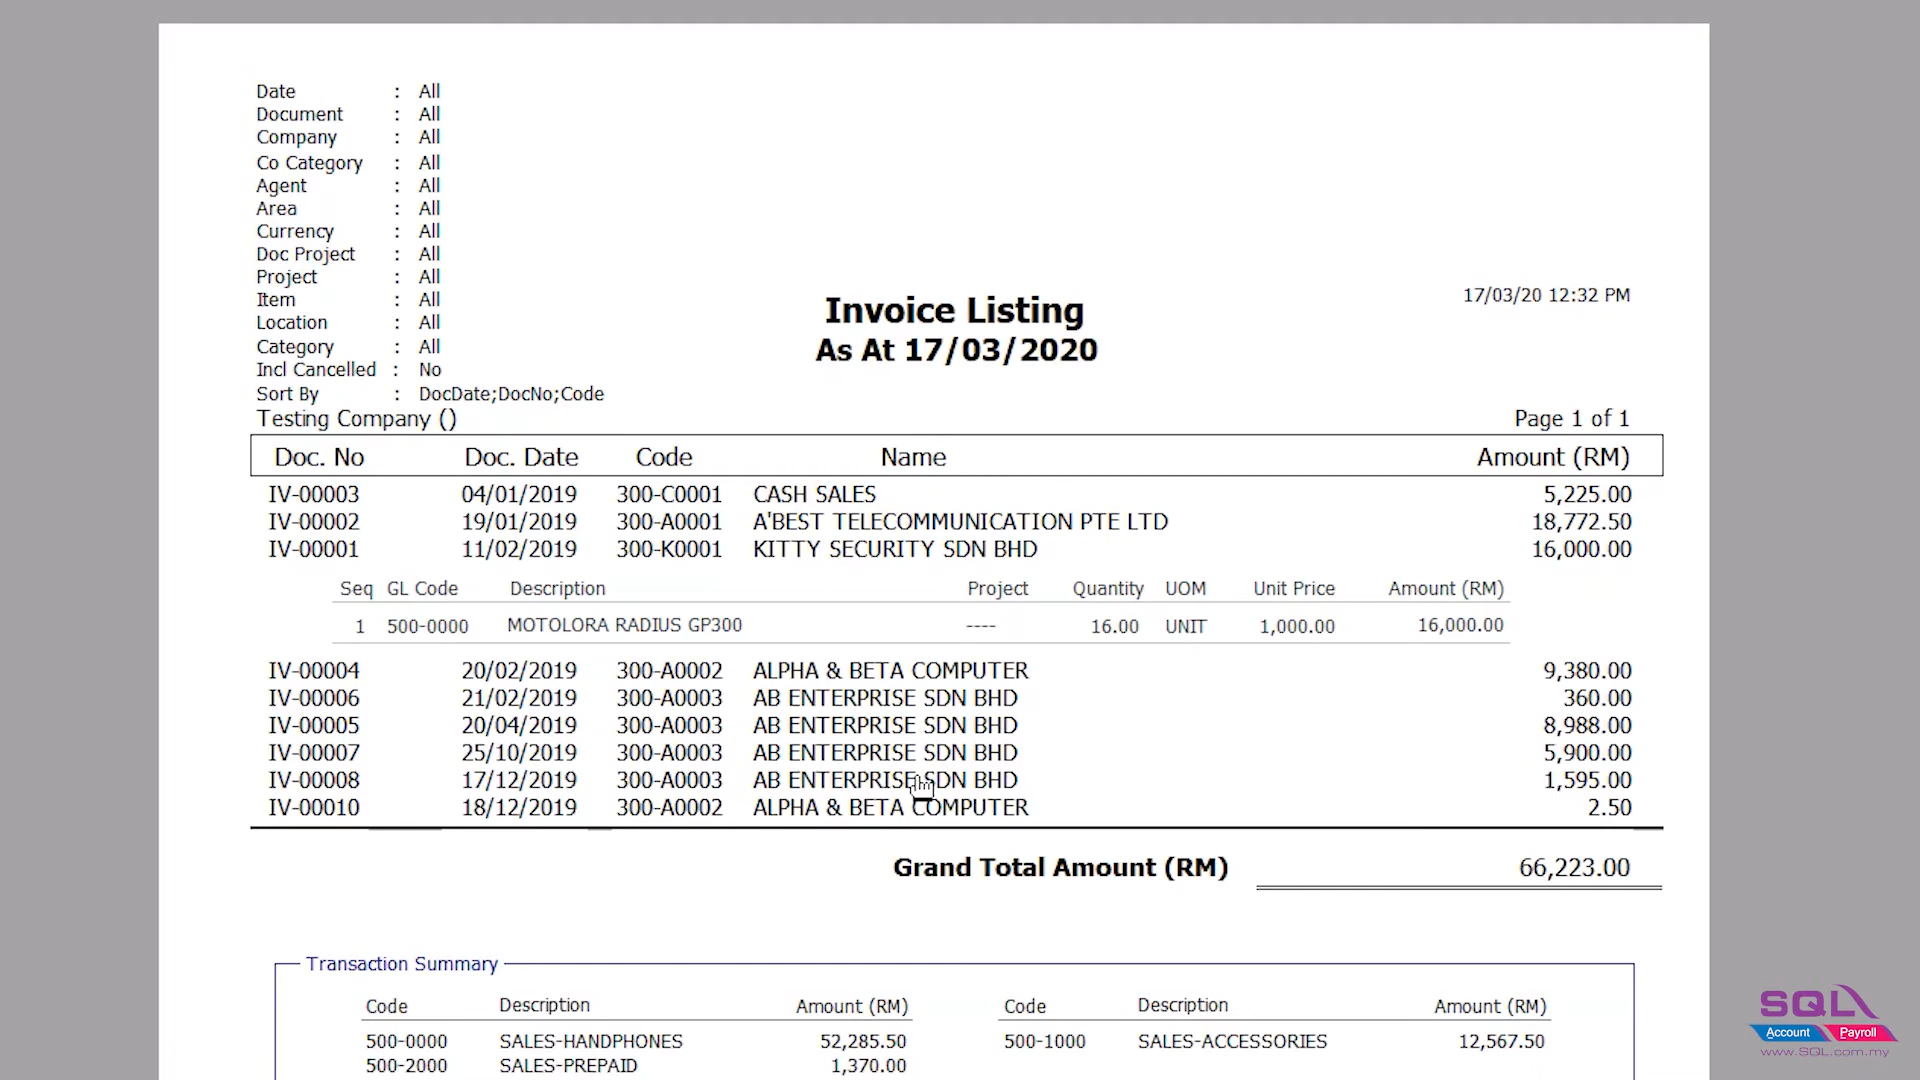 Date : All
Document : All
Company : All
Co Category : All
Agent : All
Area : All
Currency : All
Doc Project : All
Project : All
Item : All
Location : All
Category : All
Incl Cancelled : No
Sort By : DocDate;DocNo;Code
17/03/20 12:32 PM
Invoice Listing
As At 17/03/2020
Testing Company () Page 1 of 1
Doc. No Doc. Date Code Name Amount (RM)
IV-00003 04/01/2019 300-C0001 CASH SALES 5,225.00
IV-00002 19/01/2019 300-A0001 A'BEST TELECOMMUNICATION PTE LTD 18,772.50
IV-00001 11/02/2019 300-K0001 KITTY SECURITY SDN BHD 16,000.00
Seq GL Code Description Project Quantity UOM Unit Price Amount (RM)
1 500-0000 MOTOLORA RADIUS GP300 ---- 16.00 UNIT 1,000.00 16,000.00
IV-00004 20/02/2019 300-A0002 ALPHA & BETA COMPUTER 9,380.00
IV-00006 21/02/2019 300-A0003 AB ENTERPRISE SDN BHD 360.00
IV-00005 20/04/2019 300-A0003 AB ENTERPRISE SDN BHD 8,988.00
IV-00007 25/10/2019 300-A0003 AB ENTERPRISE SDN BHD 5,900.00
IV-00008 17/12/2019 300-A0003 AB ENTERPRISE SDN BHD 1,595.00
IV-00010 18/12/2019 300-A0002 ALPHA & BETA COMPUTER 2.50
Grand Total Amount (RM) 66,223.00
Transaction Summary
Code Description Amount (RM) Code Description Amount (RM)
500-0000 SALES-HANDPHONES 52,285.50 500-1000 SALES-ACCESSORIES 12,567.50
500-2000 SALES-PREPAID 1,370.00
SQL
Account Payroll
www.SQL.com.my